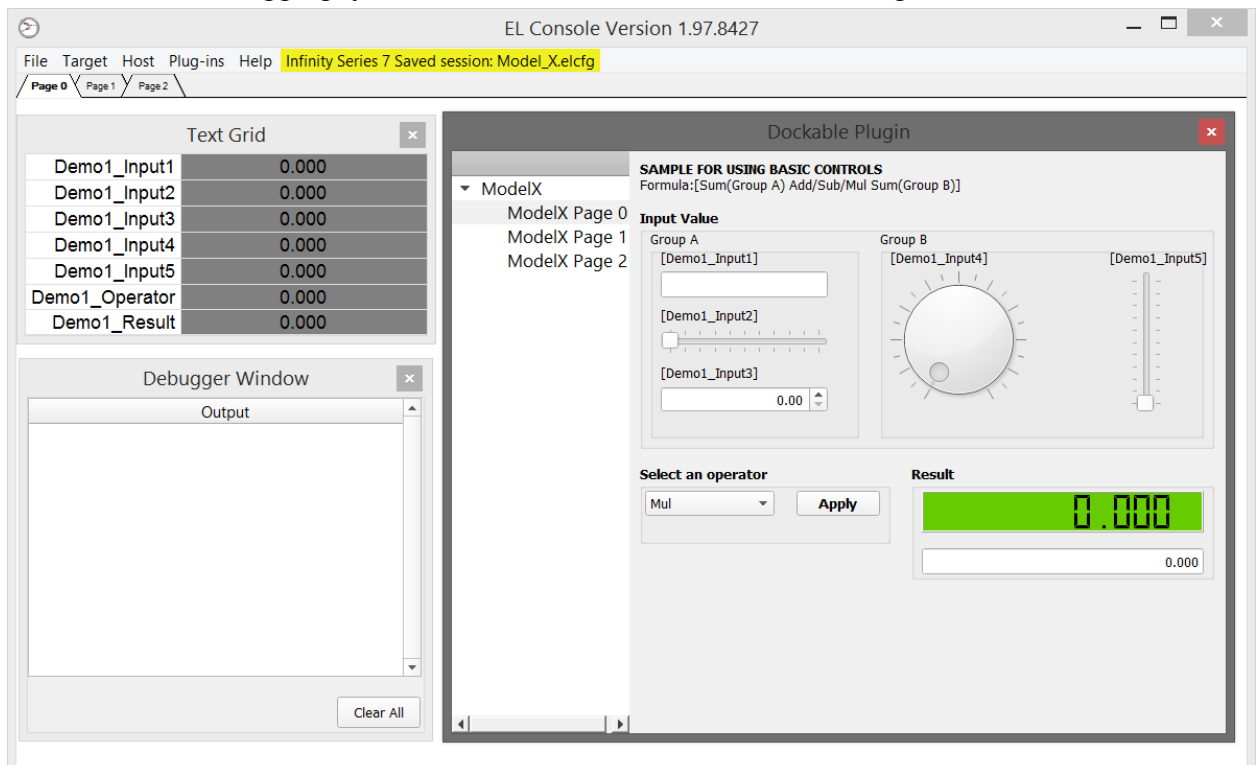 EL Console Version 1.97.8427
File Target Host Plug-ins Help Infinity Series 7 Saved session: Model_X.elcfg
Page 0 Page 1 Page 2
Text Grid
Demo1_Input1 0.000
Demo1_Input2 0.000
Demo1_Input3 0.000
Demo1_Input4 0.000
Demo1_Input5 0.000
Demo1_Operator 0.000
Demo1_Result 0.000
Debugger Window
Output
Clear All
Dockable Plugin
ModelX
ModelX Page 0
ModelX Page 1
ModelX Page 2
SAMPLE FOR USING BASIC CONTROLS
Formula:[Sum(Group A) Add/Sub/Mul Sum(Group B)]
Input Value
Group A
[Demo1_Input1]
[Demo1_Input2]
[Demo1_Input3]
0.00
Group B
[Demo1_Input4] [Demo1_Input5]
Select an operator
Mul Apply
Result
0.000
0.000